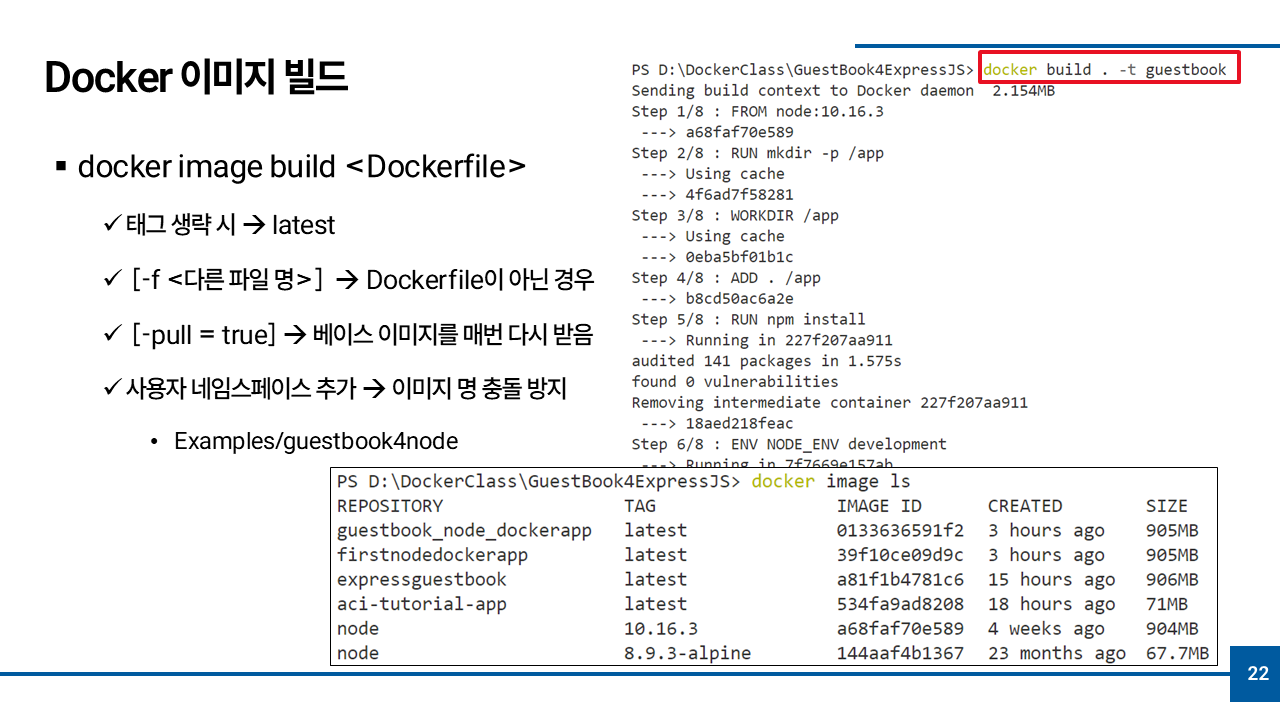 Docker 이미지 빌드
▪ docker image build <Dockerfile>
✓ 태그 생략 시 → latest
✓ [-f <다른 파일 명>] → Dockerfile이 아닌 경우
✓ [-pull = true] → 베이스 이미지를 매번 다시 받음
✓ 사용자 네임스페이스 추가 → 이미지 명 충돌 방지
• Examples/guestbook4node
PS D:\DockerClass\GuestBook4ExpressJS> docker build . -t guestbook
Sending build context to Docker daemon  2.154MB
Step 1/8 : FROM node:10.16.3
 ---> a68faf70e589
Step 2/8 : RUN mkdir -p /app
 ---> Using cache
 ---> 4f6ad7f58281
Step 3/8 : WORKDIR /app
 ---> Using cache
 ---> 0eba5bf01b1c
Step 4/8 : ADD . /app
 ---> b8cd50ac6a2e
Step 5/8 : RUN npm install
 ---> Running in 227f207aa911
audited 141 packages in 1.575s
found 0 vulnerabilities
Removing intermediate container 227f207aa911
 ---> 18aed218feac
Step 6/8 : ENV NODE_ENV development
 ---> Running in 7f7669e157ab
PS D:\DockerClass\GuestBook4ExpressJS> docker image ls
REPOSITORY TAG IMAGE ID CREATED SIZE
guestbook_node_dockerapp latest 0133636591f2 3 hours ago 905MB
firstnodedockerapp latest 39f10ce09d9c 3 hours ago 905MB
expressguestbook latest a81f1b4781c6 15 hours ago 906MB
aci-tutorial-app latest 534fa9ad8208 18 hours ago 71MB
node 10.16.3 a68faf70e589 4 weeks ago 904MB
node 8.9.3-alpine 144aaf4b1367 23 months ago 67.7MB
22